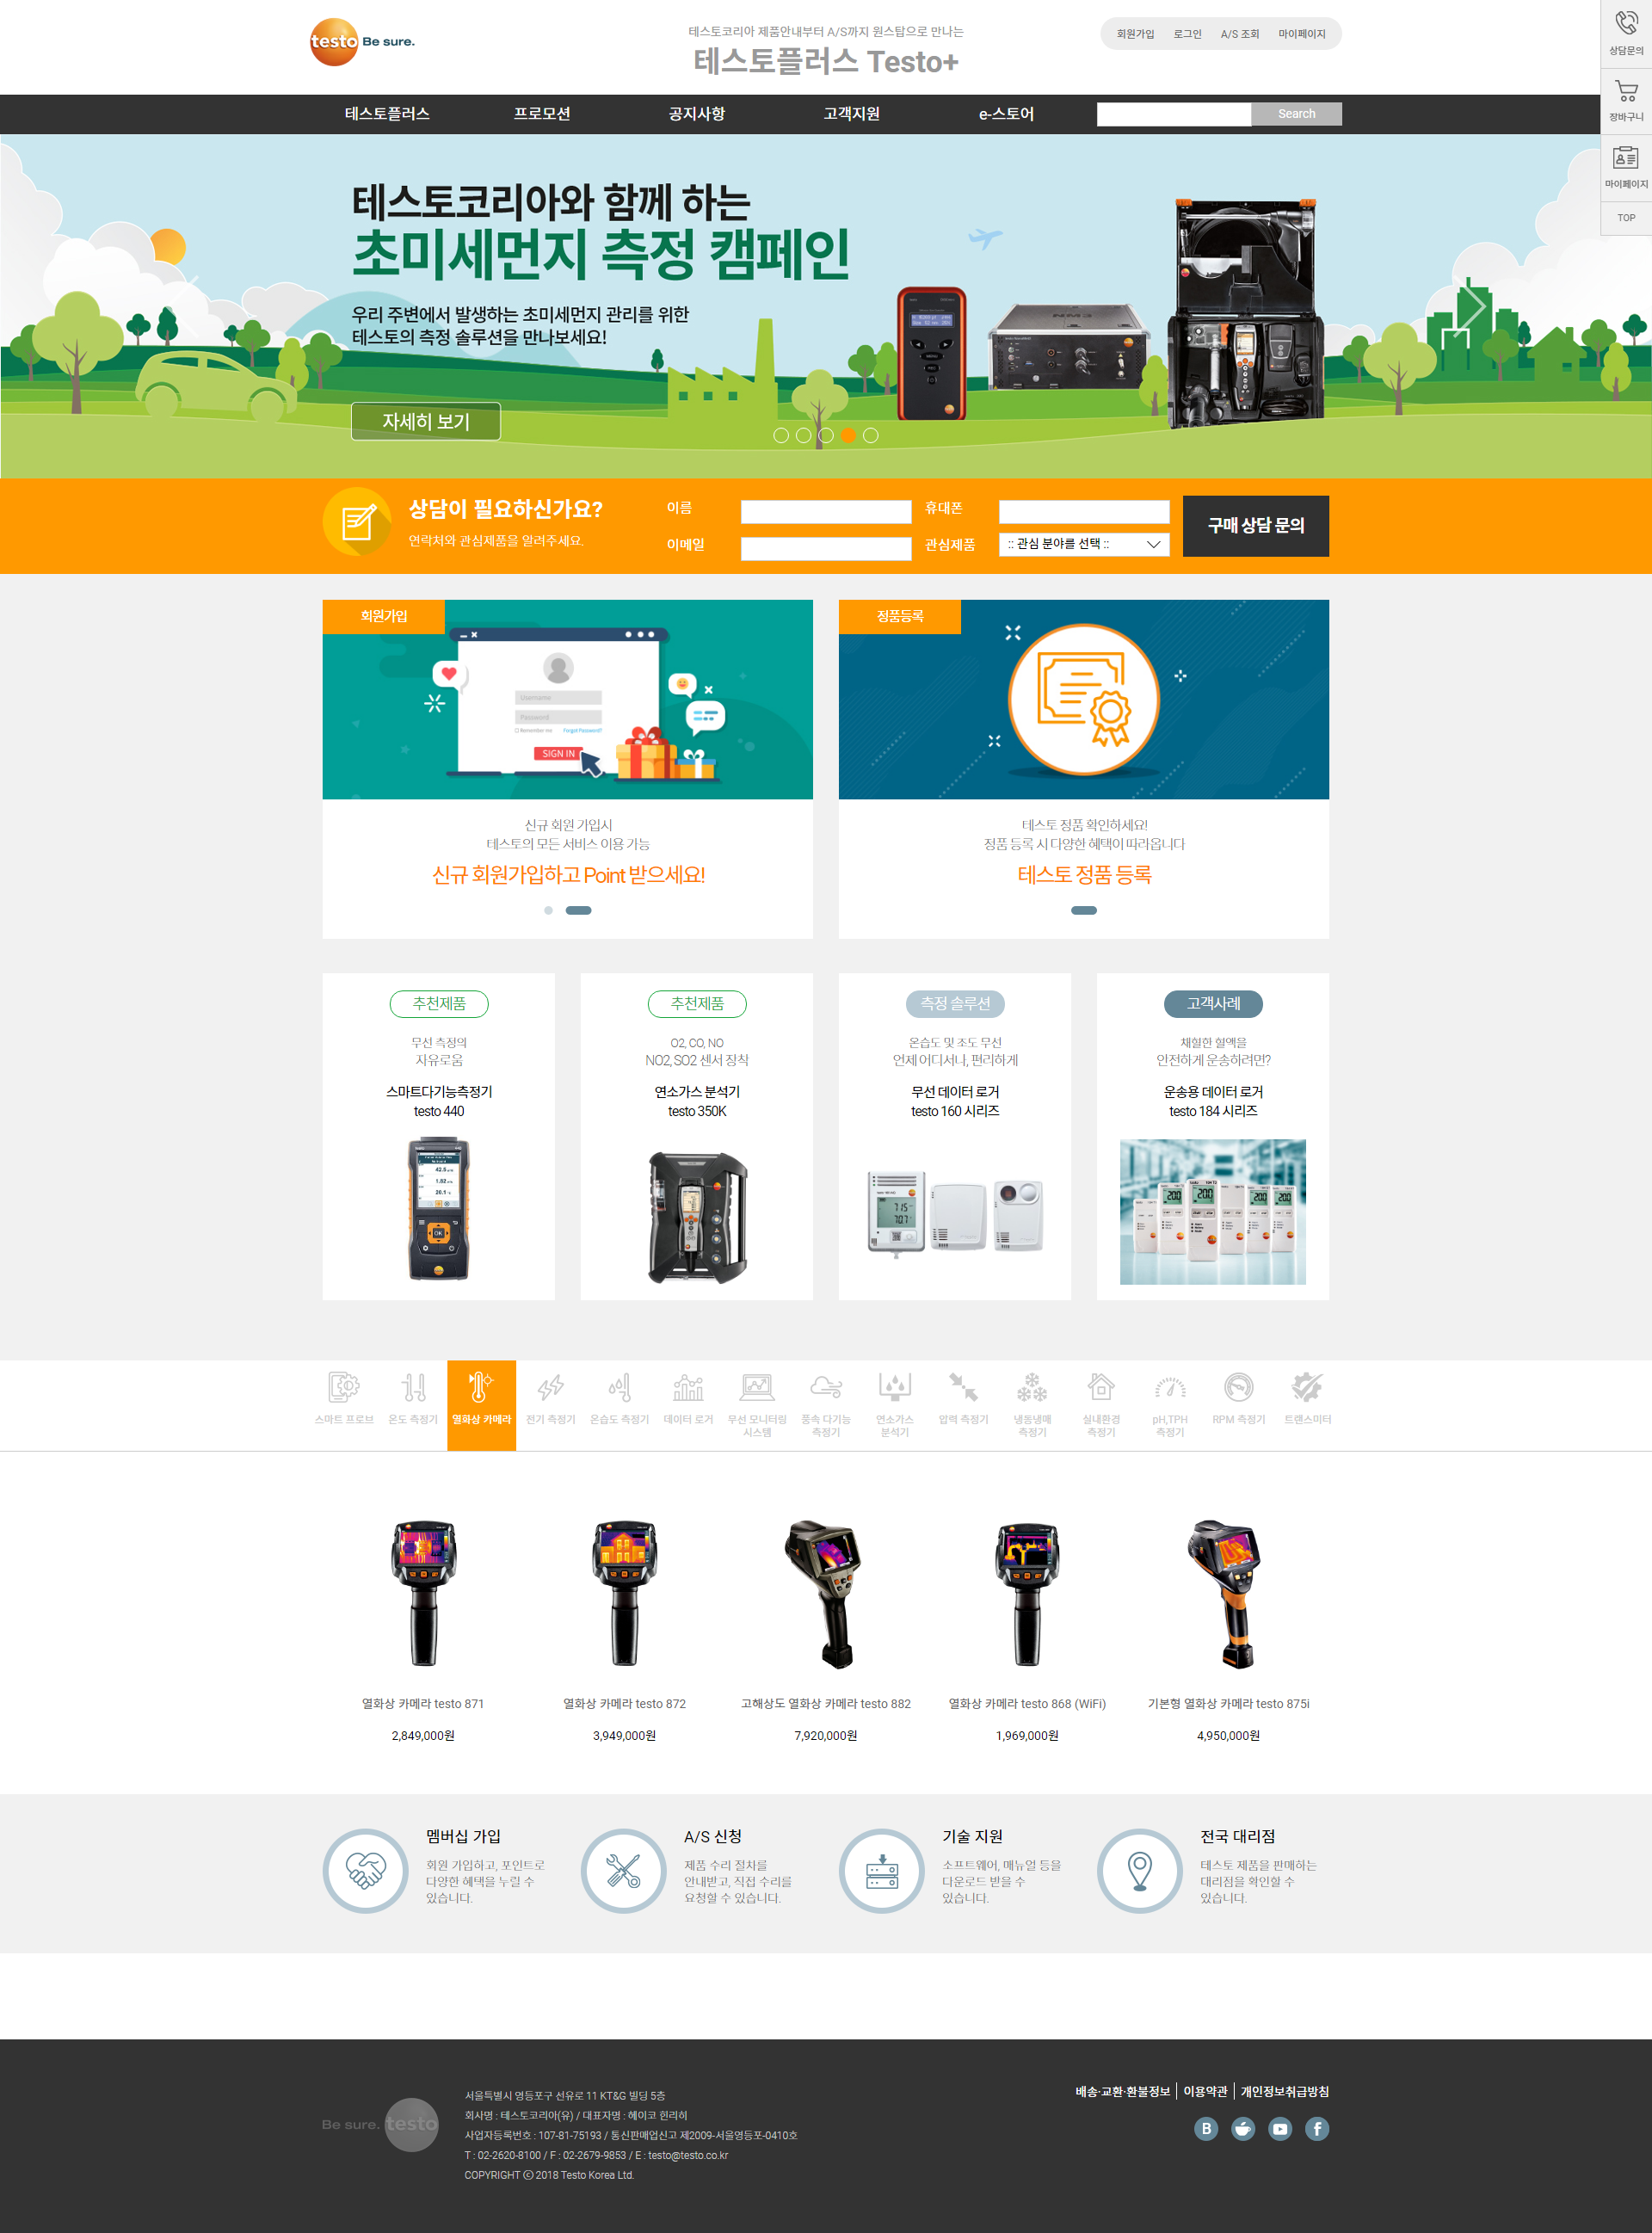 testo Be sure.
테스토코리아 제품안내부터 A/S까지 원스탑으로 만나는
테스토플러스 Testo+
회원가입 로그인 A/S 조회 마이페이지
상담문의
장바구니
마이페이지
TOP
테스토플러스 프로모션 공지사항 고객지원 e-스토어 Search
테스토코리아와 함께 하는
초미세먼지 측정 캠페인
우리 주변에서 발생하는 초미세먼지 관리를 위한
테스토의 측정 솔루션을 만나보세요!
자세히 보기
상담이 필요하신가요?
연락처와 관심제품을 알려주세요.
이름 휴대폰
이메일 관심제품 :: 관심 분야를 선택 ::
구매 상담 문의
회원가입
Username
Password
Remember me Forgot Password?
SIGN IN
신규 회원 가입시
테스토의 모든 서비스 이용 가능
신규 회원가입하고 Point 받으세요!
정품등록
테스토 정품 확인하세요!
정품 등록 시 다양한 혜택이 따라옵니다
테스토 정품 등록
추천제품
무선 측정의
자유로움
스마트다기능측정기
testo 440
추천제품
O2, CO, NO
NO2, SO2 센서 장착
연소가스 분석기
testo 350K
측정 솔루션
온습도 및 조도 무선
언제 어디서나, 편리하게
무선 데이터 로거
testo 160 시리즈
고객사례
채혈한 혈액을
안전하게 운송하려면?
운송용 데이터 로거
testo 184 시리즈
스마트 프로브
온도 측정기
열화상 카메라
전기 측정기
온습도 측정기
데이터 로거
무선 모니터링
시스템
풍속 다기능
측정기
연소가스
분석기
압력 측정기
냉동냉매
측정기
실내환경
측정기
pH,TPH
측정기
RPM 측정기
트랜스미터
열화상 카메라 testo 871
2,849,000원
열화상 카메라 testo 872
3,949,000원
고해상도 열화상 카메라 testo 882
7,920,000원
열화상 카메라 testo 868 (WiFi)
1,969,000원
기본형 열화상 카메라 testo 875i
4,950,000원
멤버십 가입
회원 가입하고, 포인트로
다양한 혜택을 누릴 수
있습니다.
A/S 신청
제품 수리 절차를
안내받고, 직접 수리를
요청할 수 있습니다.
기술 지원
소프트웨어, 매뉴얼 등을
다운로드 받을 수
있습니다.
전국 대리점
테스토 제품을 판매하는
대리점을 확인할 수
있습니다.
Be sure. testo
서울특별시 영등포구 선유로 11 KT&G 빌딩 5층
회사명 : 테스토코리아(유) / 대표자명 : 헤이코 힌리히
사업자등록번호 : 107-81-75193 / 통신판매업신고 제2009-서울영등포-0410호
T : 02-2620-8100 / F : 02-2679-9853 / E : testo@testo.co.kr
COPYRIGHT ⓒ 2018 Testo Korea Ltd.
배송·교환·환불정보 이용약관 개인정보취급방침